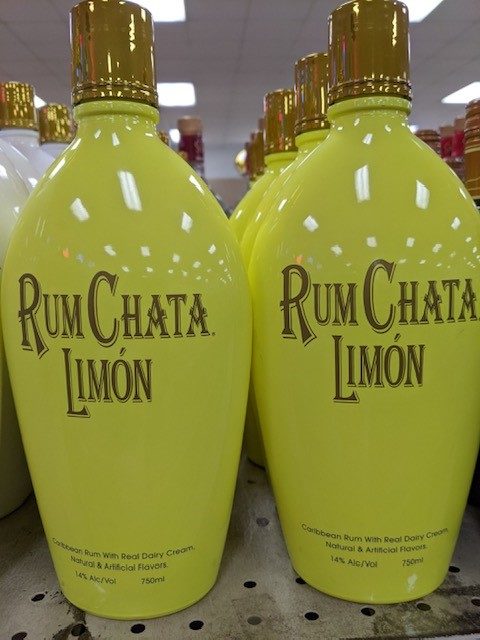 RUMCHATA®
LIMÓN
Caribbean Rum With Real Dairy Cream,
Natural & Artificial Flavors.
14% Alc/Vol 750ml
RUMCHATA
LIMÓN
Caribbean Rum With Real Dairy Cream,
Natural & Artificial Flavors.
14% Alc/Vol 750ml